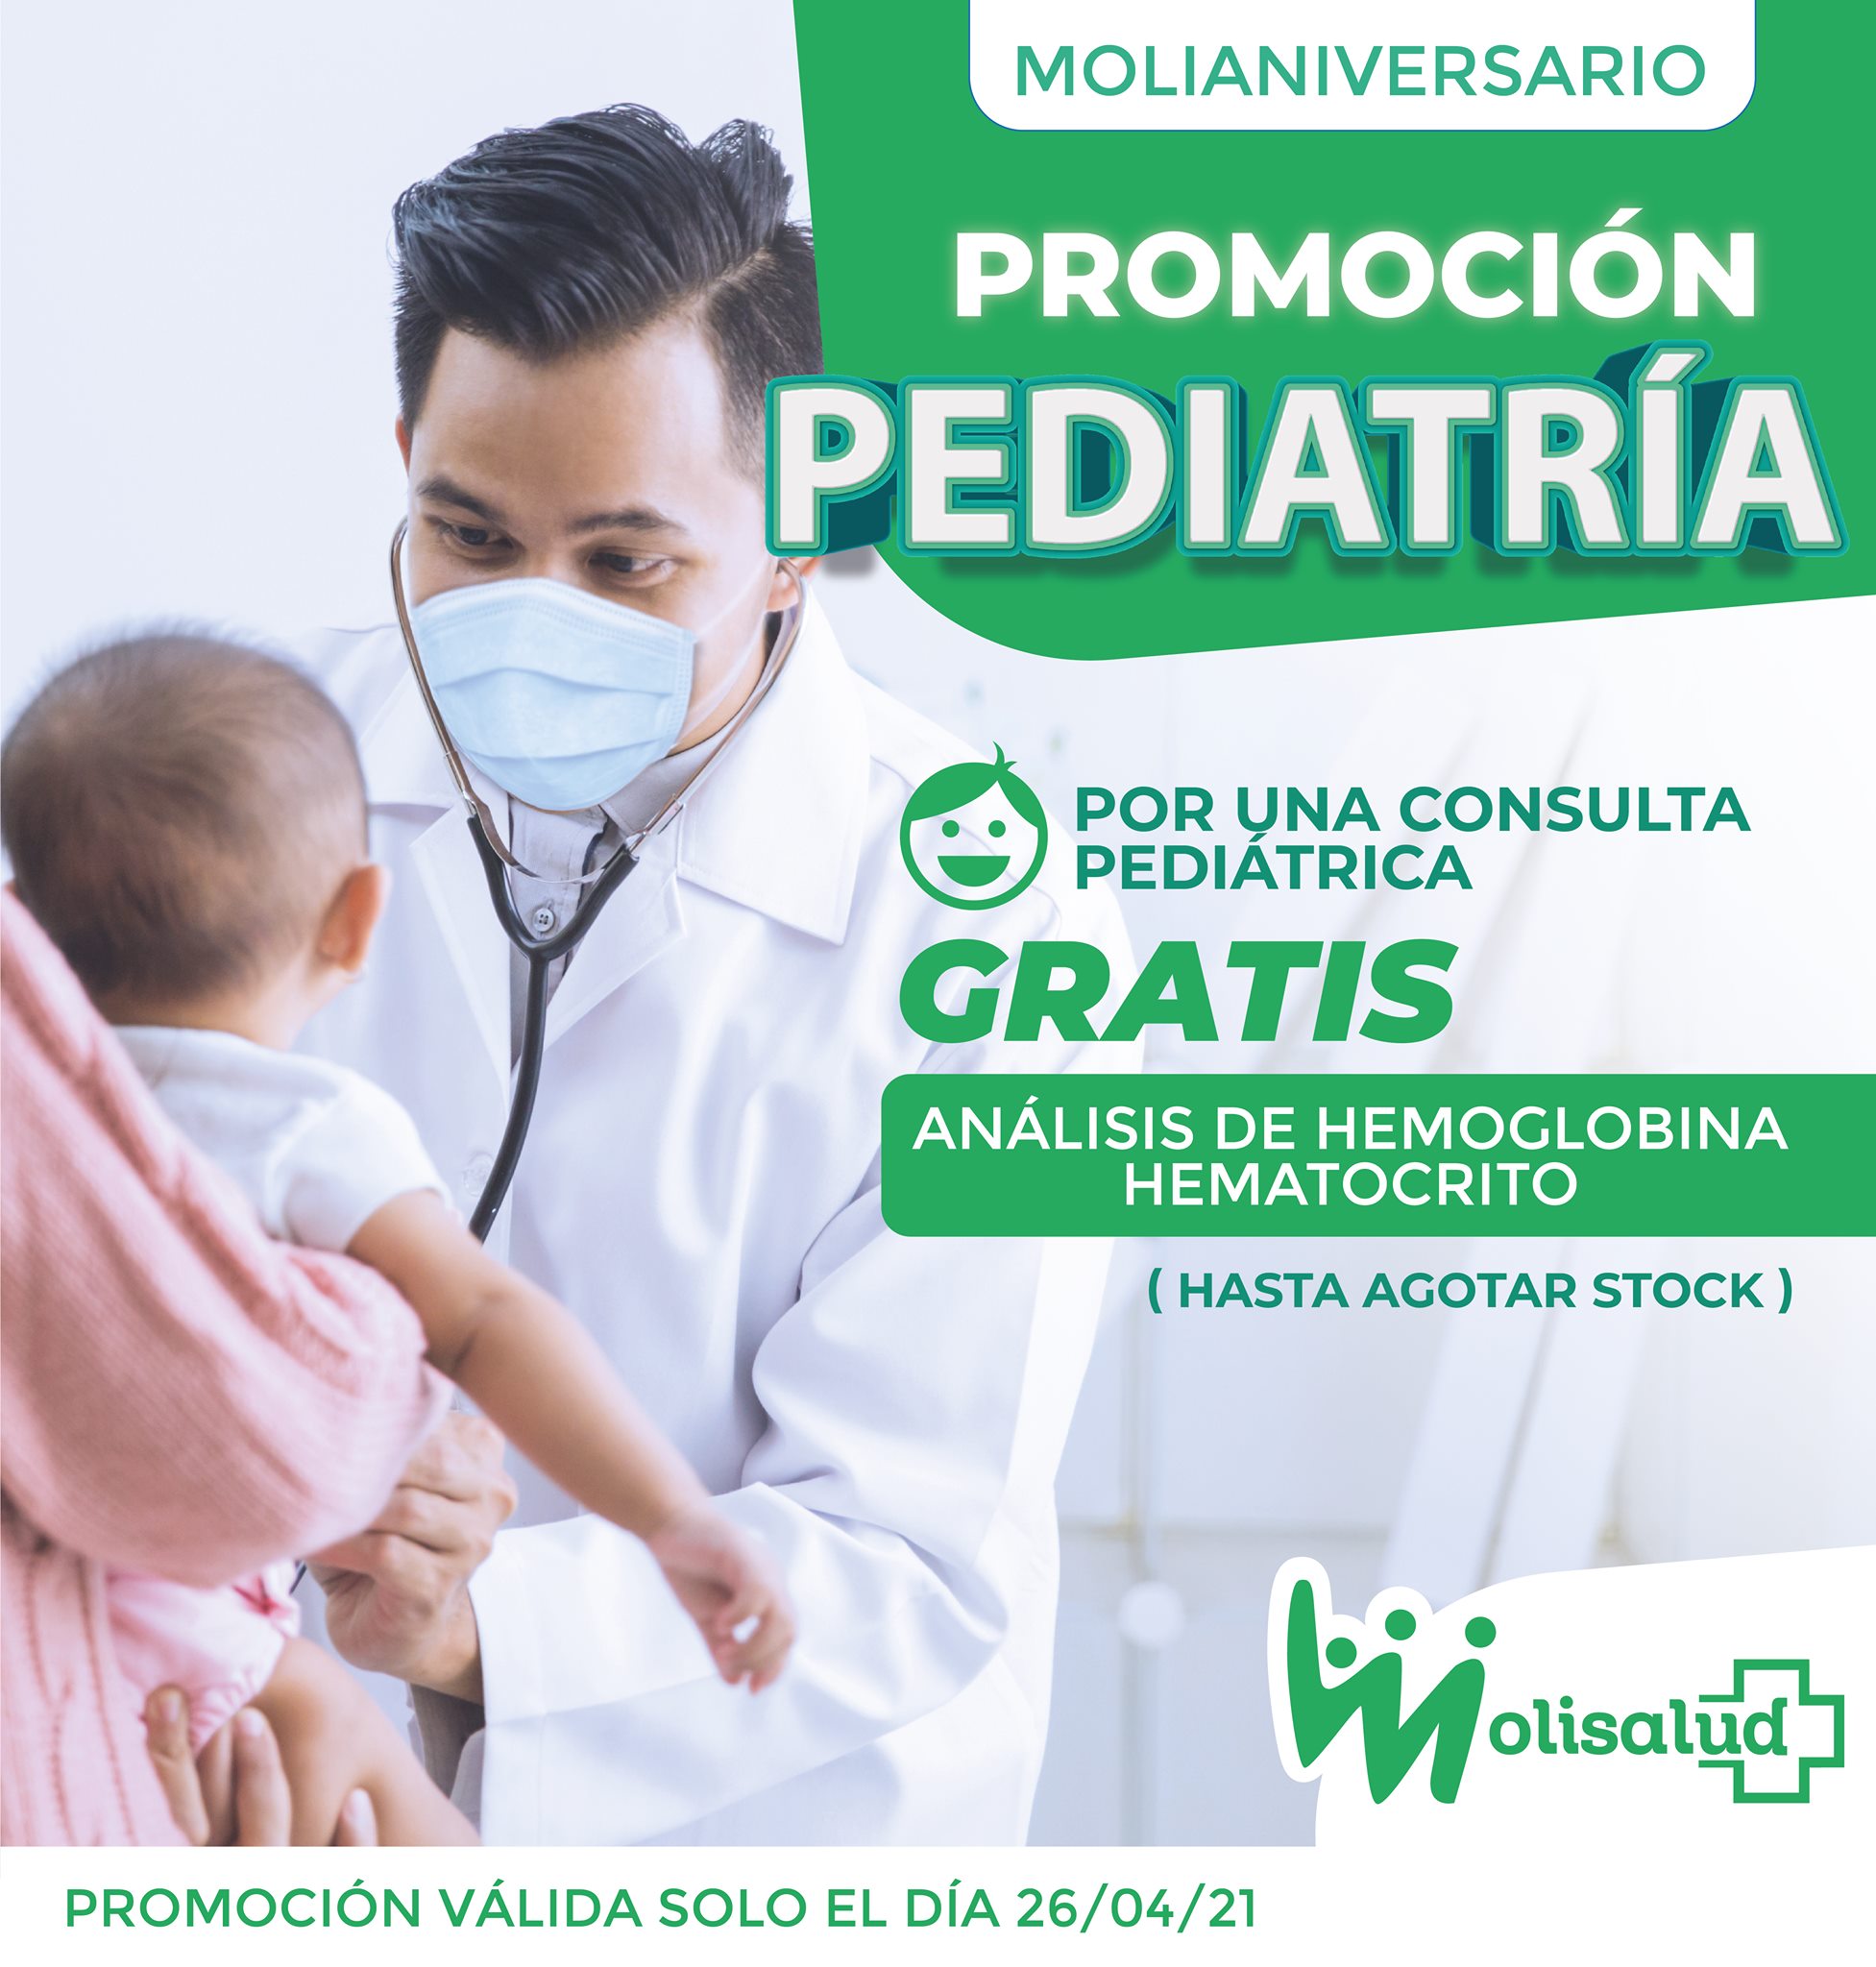 MOLIANIVERSARIO
PROMOCIÓN
PEDIATRÍA
POR UNA CONSULTA
PEDIÁTRICA
GRATIS
ANÁLISIS DE HEMOGLOBINA
HEMATOCRITO
( HASTA AGOTAR STOCK )
Molisalud
PROMOCIÓN VÁLIDA SOLO EL DÍA 26/04/21